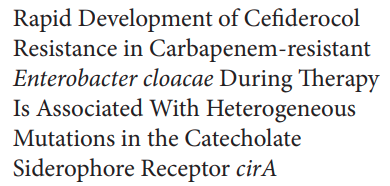 Rapid Development of Cefiderocol
Resistance in Carbapenem-resistant
Enterobacter cloacae During Therapy
Is Associated With Heterogeneous
Mutations in the Catecholate
Siderophore Receptor cirA